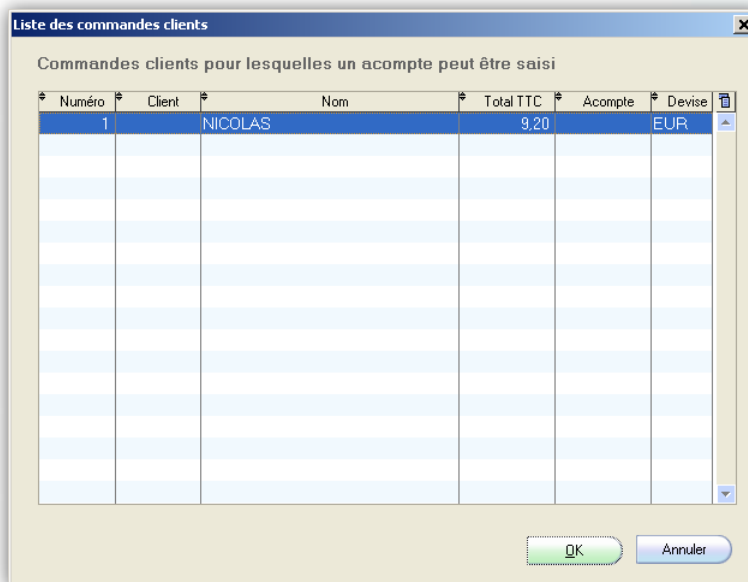 Liste des commandes clients
Commandes clients pour lesquelles un acompte peut être saisi
Numéro Client Nom Total TTC Acompte Devise
1 NICOLAS 9,20 EUR
OK Annuler